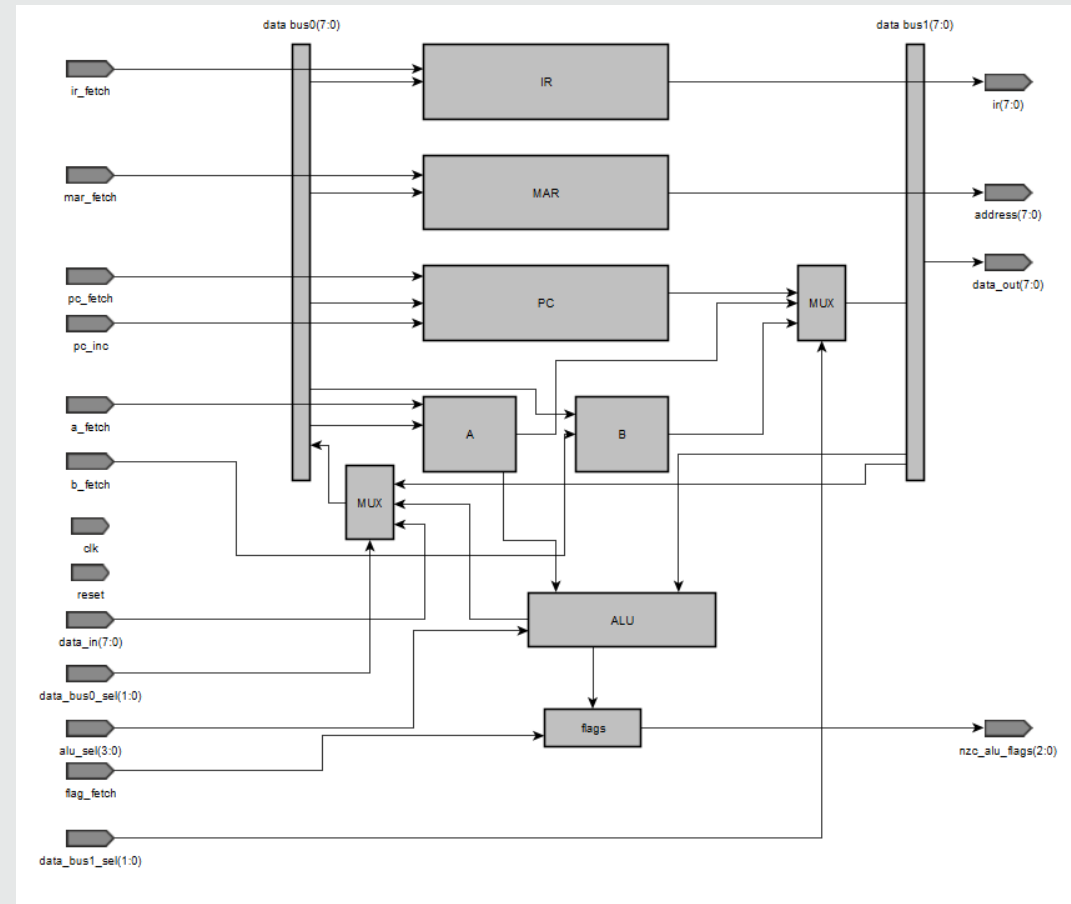 data bus0(7:0)
data bus1(7:0)
ir_fetch
IR
ir(7:0)
mar_fetch
MAR
address(7:0)
pc_fetch
PC
MUX
data_out(7:0)
pc_inc
a_fetch
A
B
b_fetch
MUX
clk
reset
data_in(7:0)
ALU
data_bus0_sel(1:0)
alu_sel(3:0)
flags
nzc_alu_flags(2:0)
flag_fetch
data_bus1_sel(1:0)